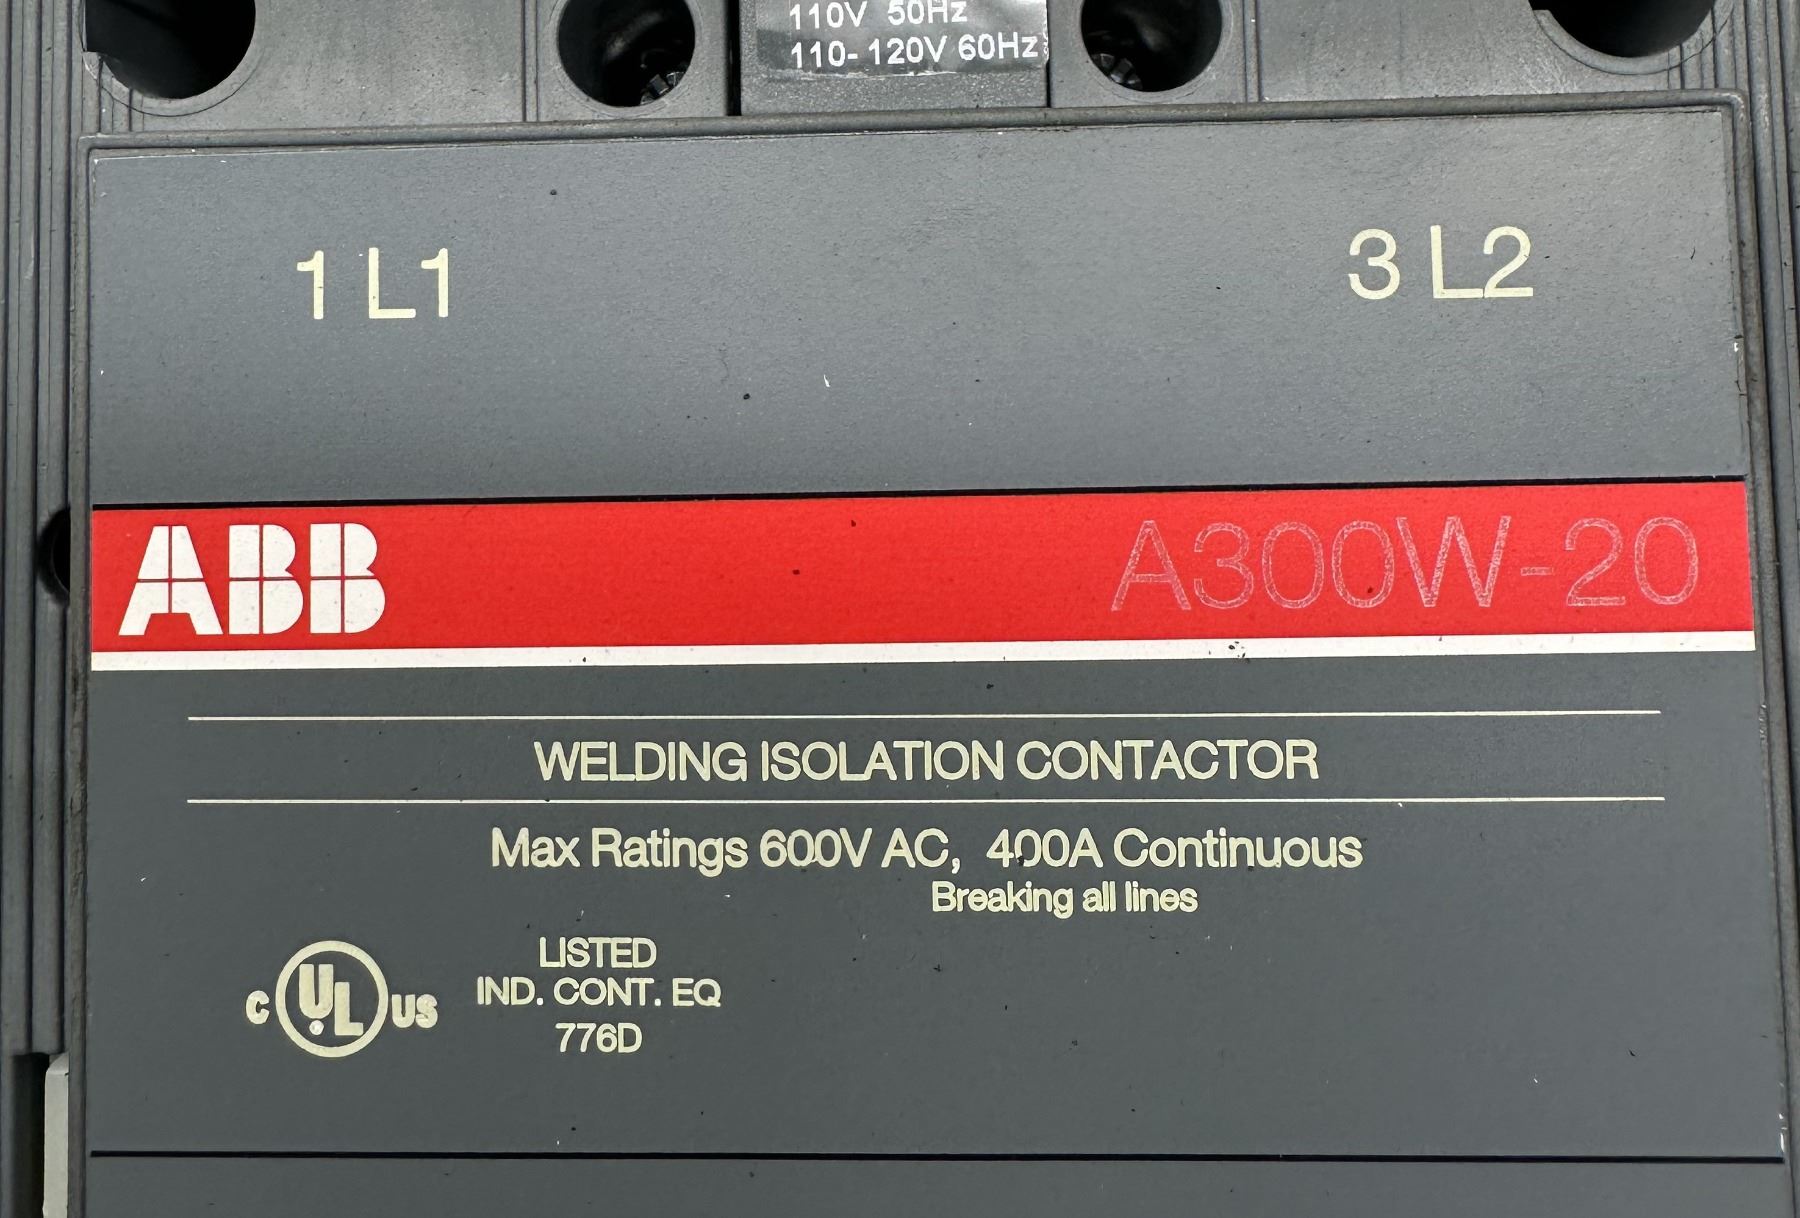 110V 50Hz
110-120V 60Hz
1 L1 3 L2
ABB A300W-20
WELDING ISOLATION CONTACTOR
Max Ratings 600V AC, 400A Continuous
Breaking all lines
LISTED
C UL US IND. CONT. EQ
776D